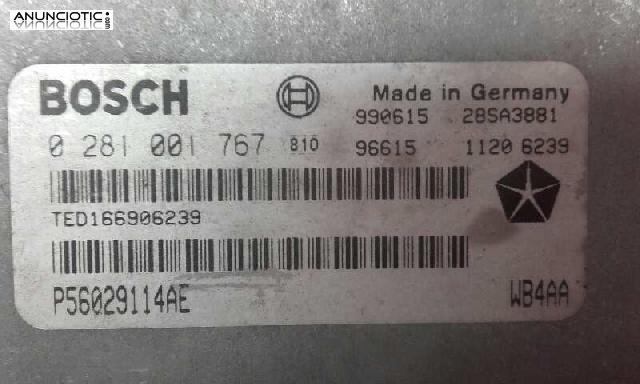 ANUNCIOTIC.com
BOSCH
Made in Germany
990615 28SA3881
0 281 001 767 810 96615 1120 6239
TED166906239
P56029114AE WB4AA